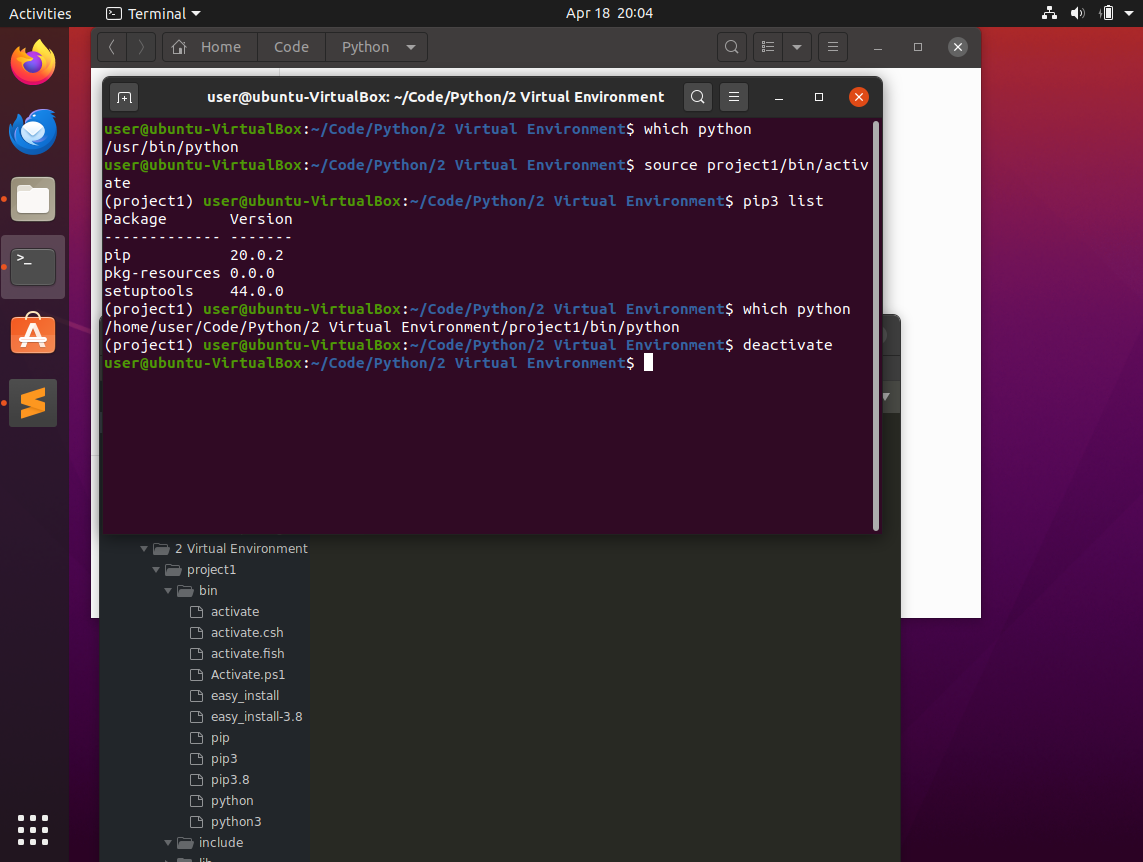 Activities
Terminal
Apr 18 20:04
Home
Code
Python
user@ubuntu-VirtualBox: ~/Code/Python/2 Virtual Environment
user@ubuntu-VirtualBox:~/Code/Python/2 Virtual Environment$ which python
/usr/bin/python
user@ubuntu-VirtualBox:~/Code/Python/2 Virtual Environment$ source project1/bin/activ
ate
(project1) user@ubuntu-VirtualBox:~/Code/Python/2 Virtual Environment$ pip3 list
Package       Version
------------- -------
pip           20.0.2
pkg-resources 0.0.0
setuptools    44.0.0
(project1) user@ubuntu-VirtualBox:~/Code/Python/2 Virtual Environment$ which python
/home/user/Code/Python/2 Virtual Environment/project1/bin/python
(project1) user@ubuntu-VirtualBox:~/Code/Python/2 Virtual Environment$ deactivate
user@ubuntu-VirtualBox:~/Code/Python/2 Virtual Environment$
2 Virtual Environment
project1
bin
activate
activate.csh
activate.fish
Activate.ps1
easy_install
easy_install-3.8
pip
pip3
pip3.8
python
python3
include